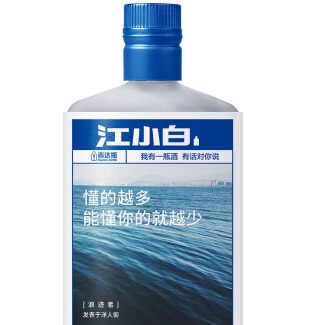 江小白
表达瓶
我有一瓶酒 有话对你说
懂的越多
能懂你的就越少
[ 浪迹者 ]
发表于洋人街